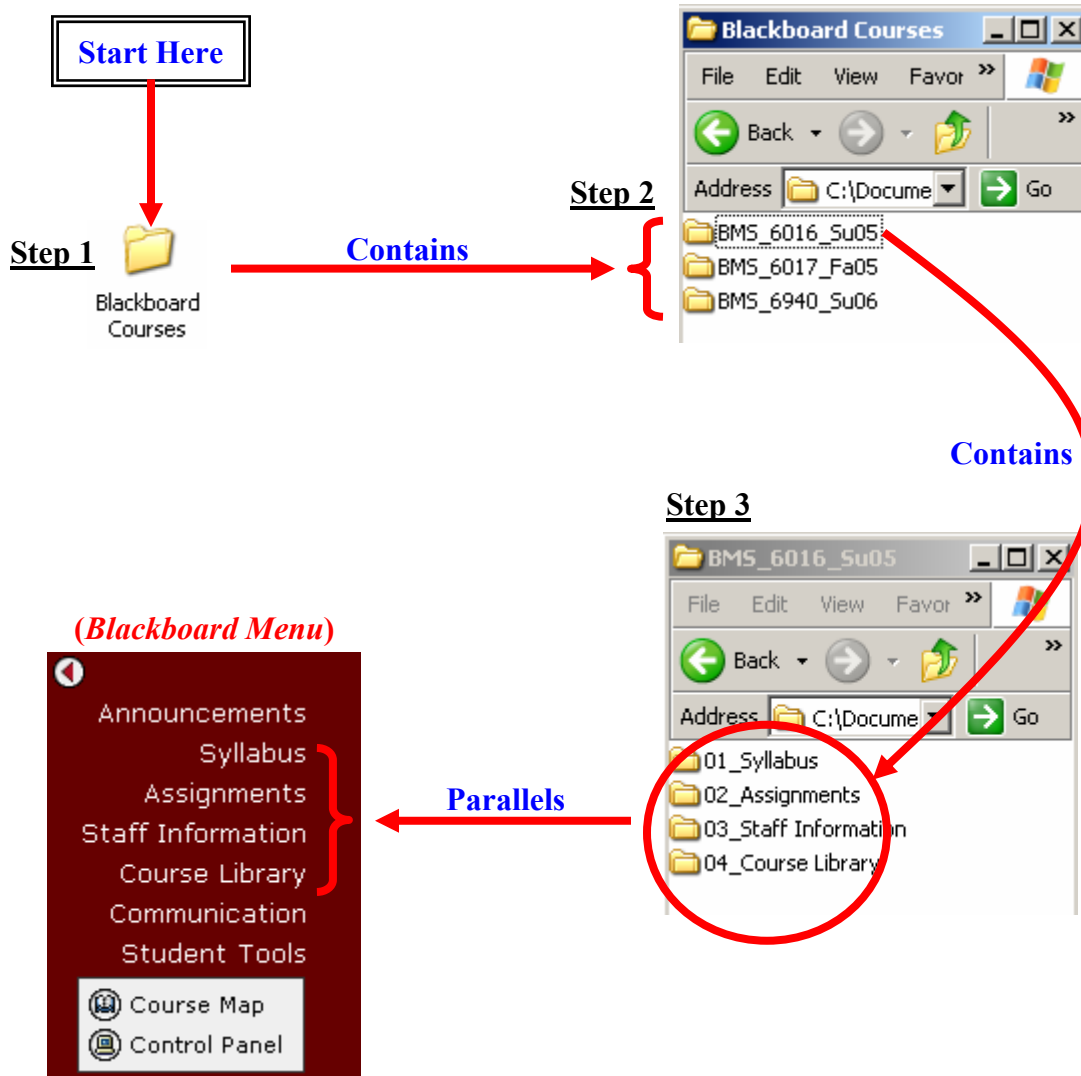 Start Here
Step 1
Blackboard
Courses
Contains
Step 2
Blackboard Courses
File Edit View Favor »
Back »
Address C:\Docume Go
BMS_6016_Su05
BMS_6017_Fa05
BMS_6940_Su06
Contains
Step 3
BMS_6016_Su05
File Edit View Favor »
Back »
Address C:\Docume Go
01_Syllabus
02_Assignments
03_Staff Information
04_Course Library
Parallels
(Blackboard Menu)
Announcements
Syllabus
Assignments
Staff Information
Course Library
Communication
Student Tools
Course Map
Control Panel